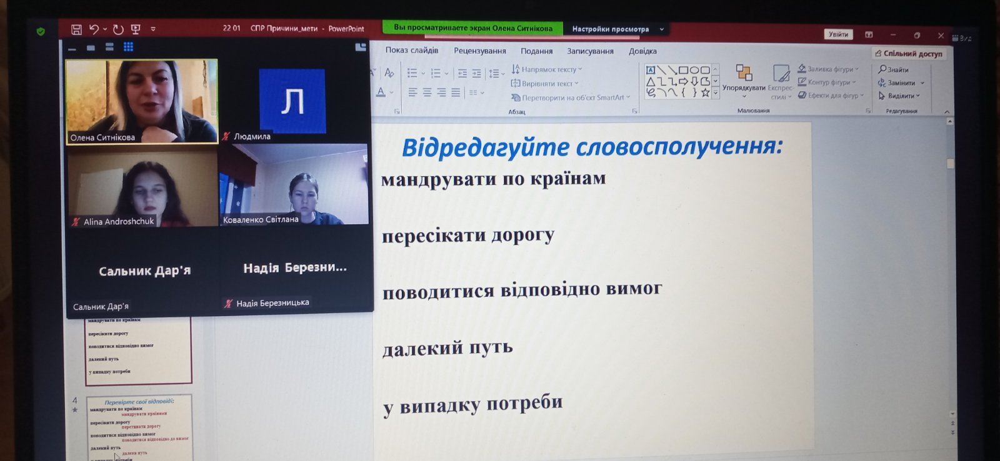 22 01 СПР Причини_мети - PowerPoint
Вы просматриваете экран Олена Ситнікова
Настройки просмотра
Увійти
Показ слайдів Рецензування Подання Записування Довідка
Спільний доступ
Напрямок тексту
Вирівняти текст
Перетворити на об'єкт SmartArt
Абзац
Упорядкувати Експрес-
стилі
Заливка фігури
Контур фігури
Ефекти для фігур
Малювання
Знайти
Замінити
Виділити
Редагування
Олена Ситнікова
Л
Людмила
Alina Androshchuk
Коваленко Світлана
Сальник Дар'я
Надія Березни...
Сальник Дар'я
Надія Березницька
Відредагуйте словосполучення:
мандрувати по країнам
пересікати дорогу
поводитися відповідно вимог
далекий путь
у випадку потреби
мандрувати по країнам
пересікати дорогу
поводитися відповідно вимог
далекий путь
у випадку потреби
4
Перевірте свої відповіді:
мандрувати по країнам
мандрувати країнами
пересікати дорогу
перетинати дорогу
поводитися відповідно вимог
поводитися відповідно до вимог
далекий путь
далека путь